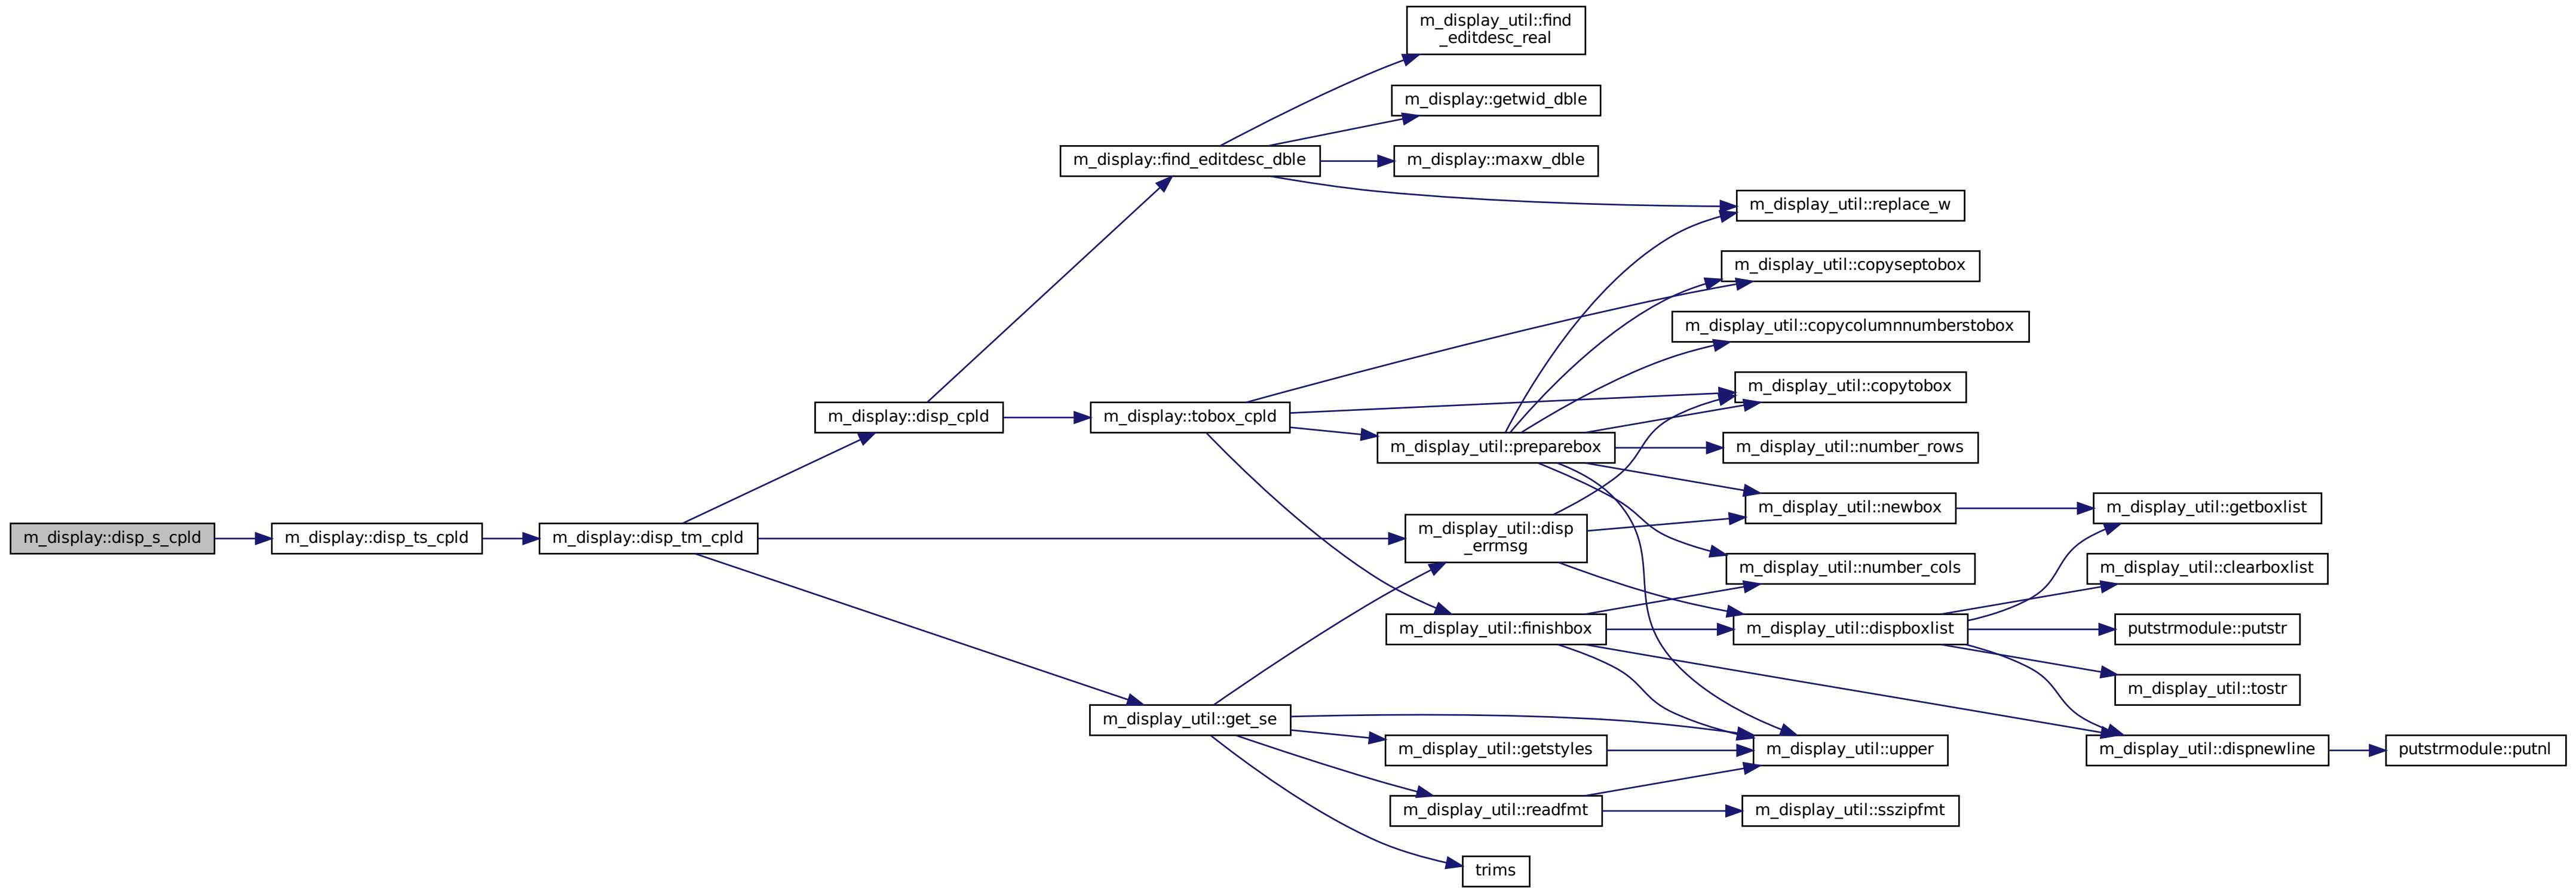 m_display_util::find
_editdesc_real
m_display::getwid_dble
m_display::find_editdesc_dble
m_display::maxw_dble
m_display_util::replace_w
m_display_util::copyseptobox
m_display_util::copycolumnnumberstobox
m_display_util::copytobox
m_display::disp_cpld
m_display::tobox_cpld
m_display_util::preparebox
m_display_util::number_rows
m_display_util::newbox
m_display_util::getboxlist
m_display::disp_s_cpld
m_display::disp_ts_cpld
m_display::disp_tm_cpld
m_display_util::disp
_errmsg
m_display_util::number_cols
m_display_util::clearboxlist
m_display_util::finishbox
m_display_util::dispboxlist
putstrmodule::putstr
m_display_util::tostr
m_display_util::get_se
m_display_util::getstyles
m_display_util::upper
m_display_util::dispnewline
putstrmodule::putnl
m_display_util::readfmt
m_display_util::sszipfmt
trims